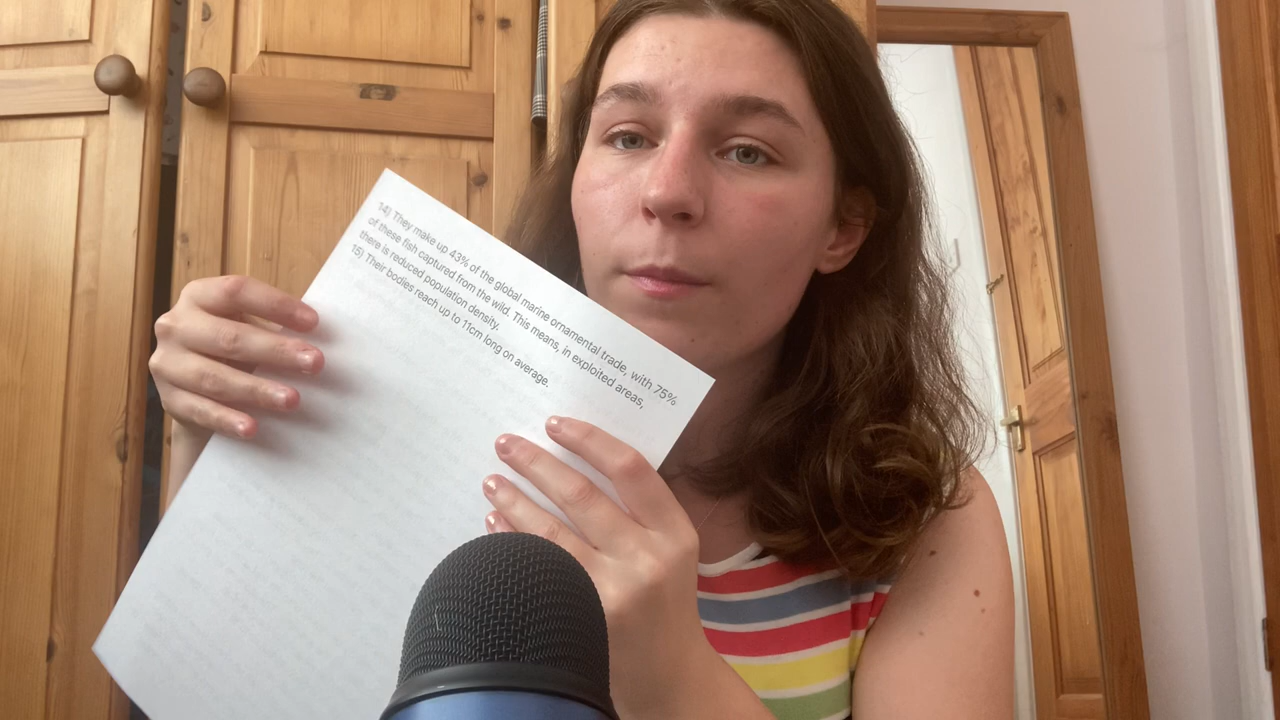 14) They make up 43% of the global marine ornamental trade, with 75%
of these fish captured from the wild. This means, in exploited areas,
there is reduced population density.
15) Their bodies reach up to 11cm long on average.